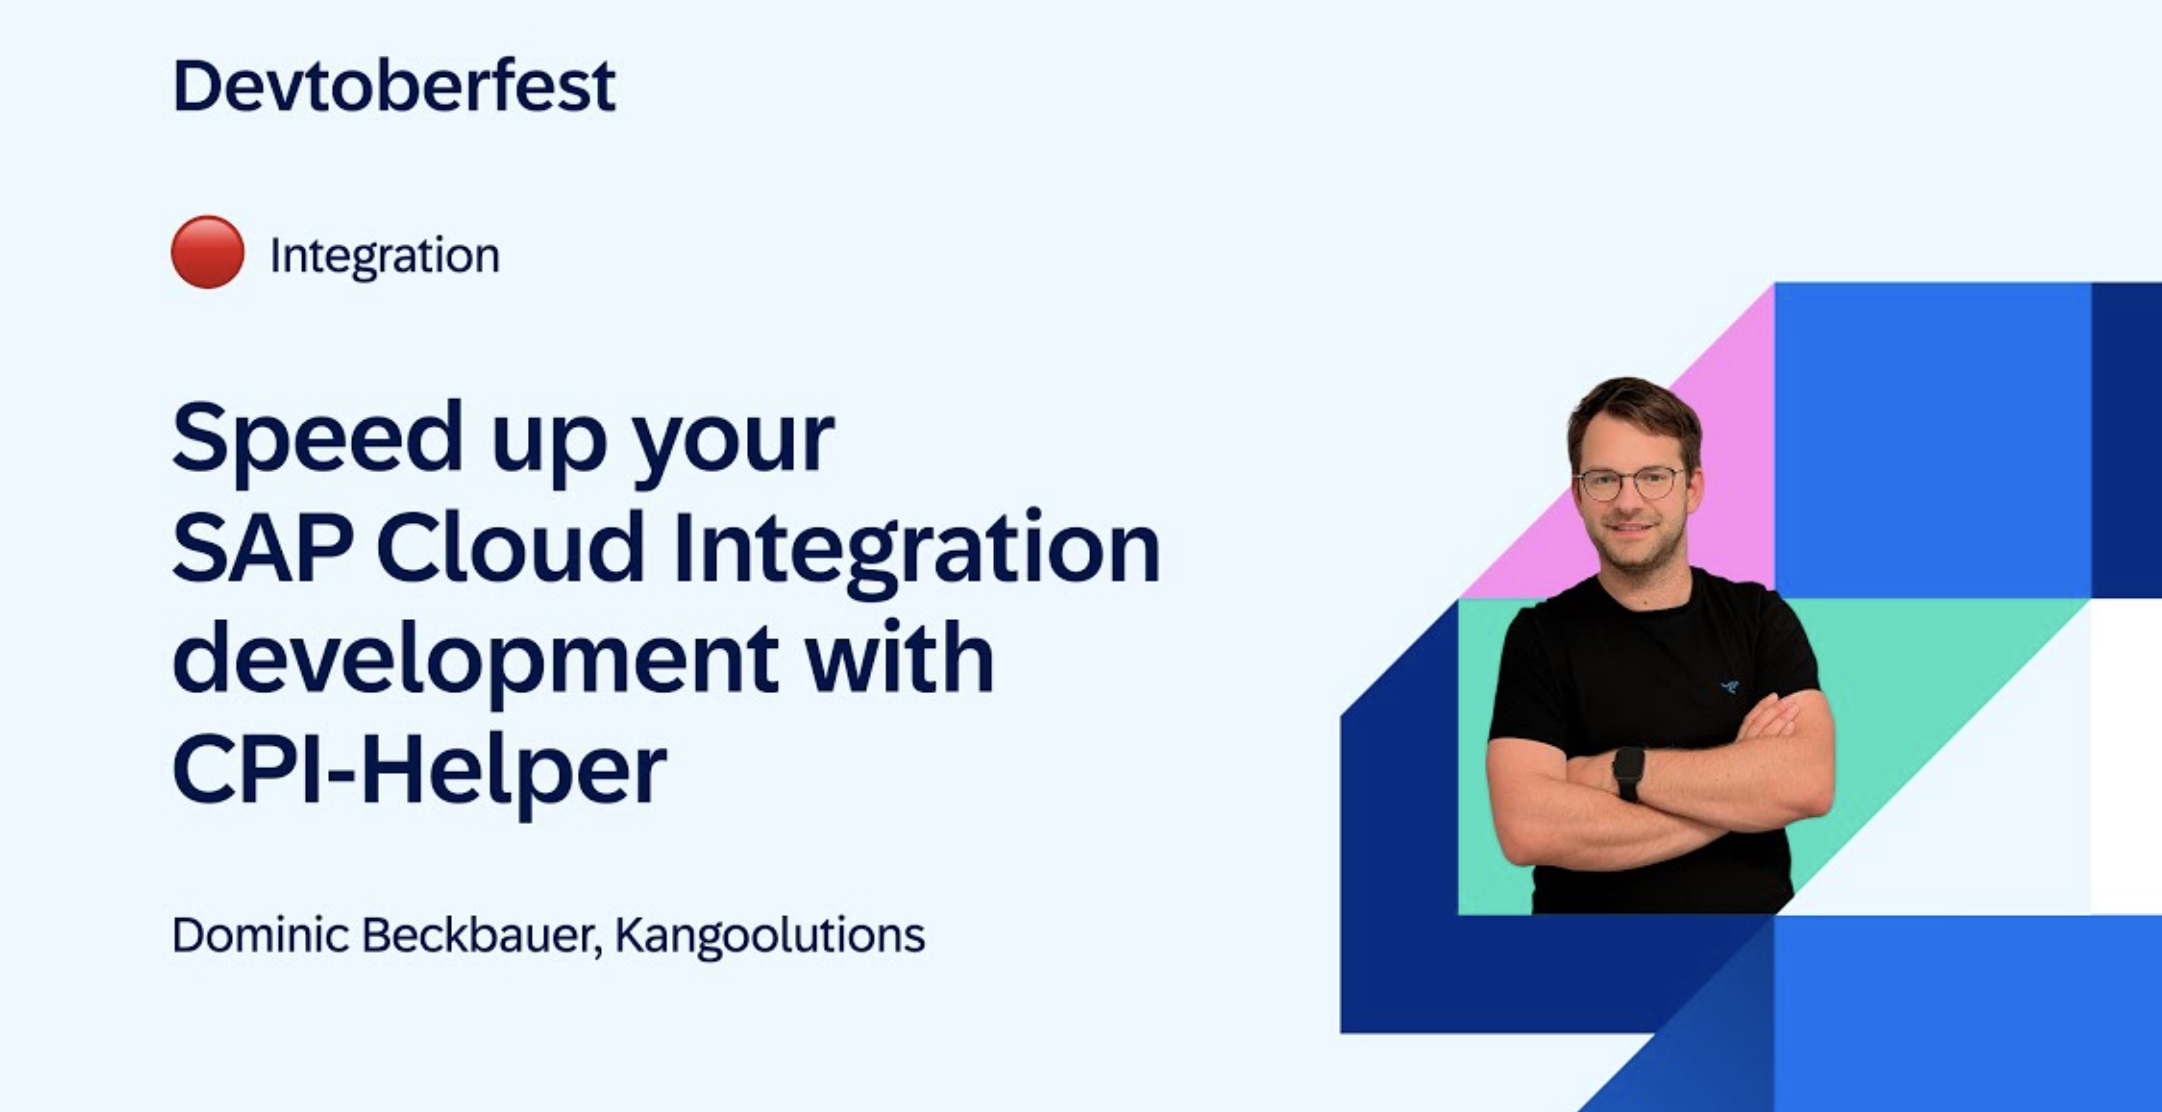 Devtoberfest
Integration
Speed up your
SAP Cloud Integration
development with
CPI-Helper
Dominic Beckbauer, Kangoolutions